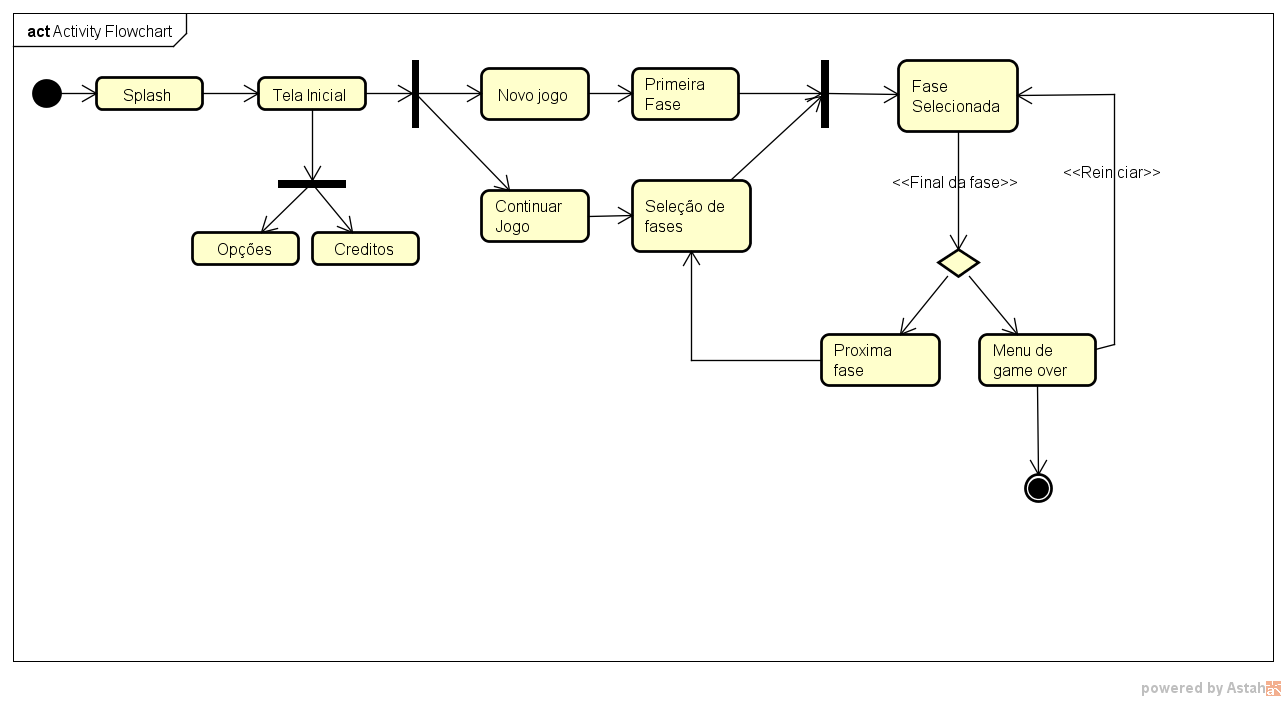 act Activity Flowchart
Splash
Tela Inicial
Novo jogo
Primeira
Fase
Fase
Selecionada
Opções
Creditos
Continuar
Jogo
Seleção de
fases
<<Final da fase>>
<<Reiniciar>>
Proxima
fase
Menu de
game over
powered by Astah